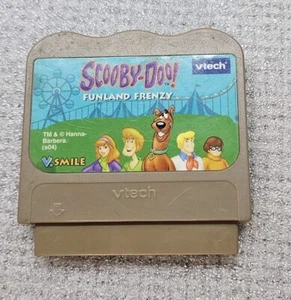 SCOOBY-DOO!
vtech
FUNLAND FRENZY
TM & © Hanna-
Barbera.
(s04)
V.SMILE
vtech